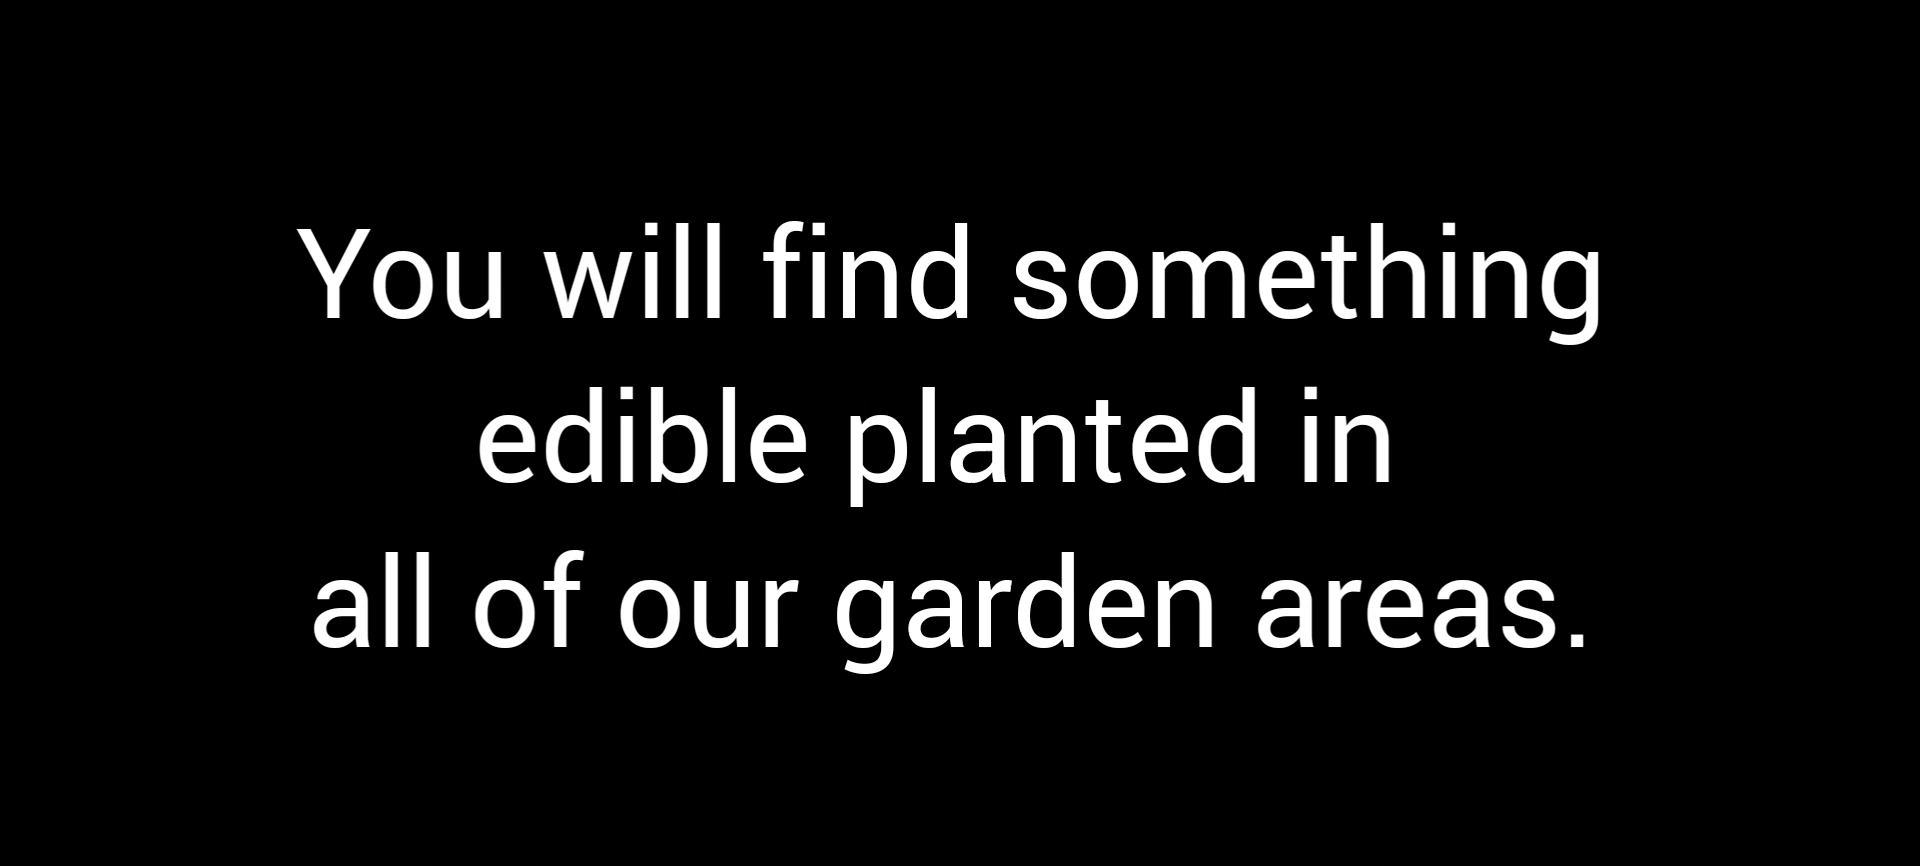 You will find something
edible planted in
all of our garden areas.